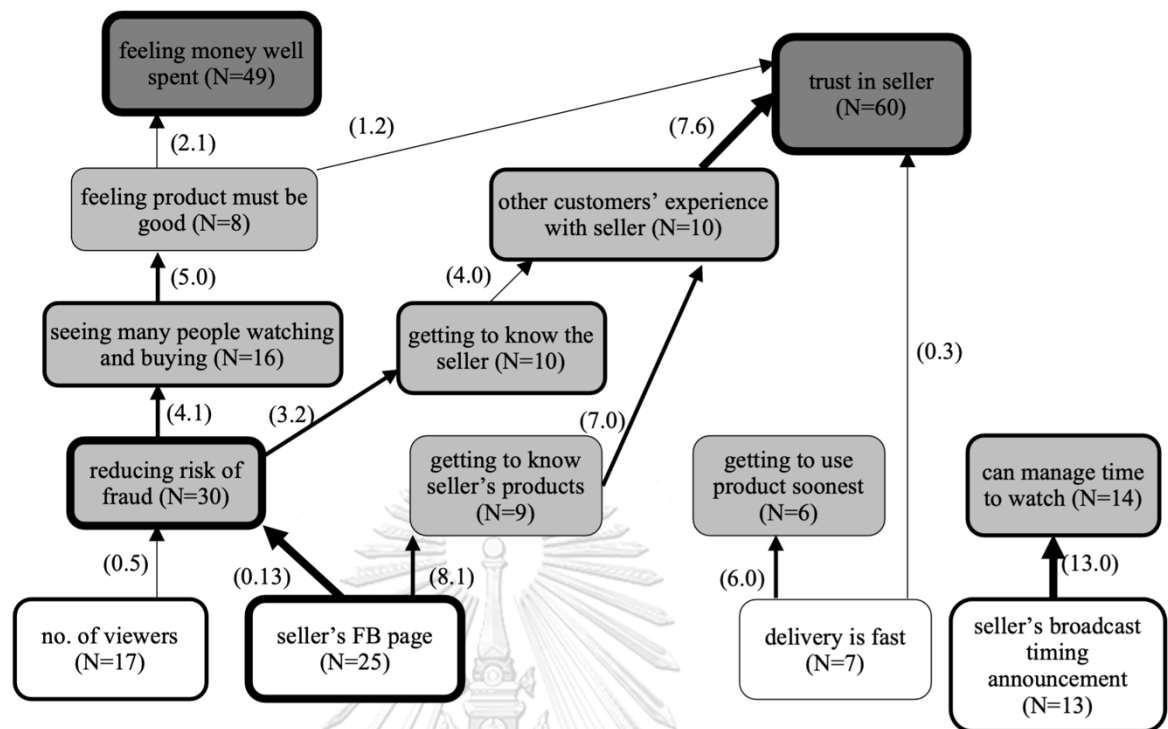 feeling money well
spent (N=49)
trust in seller
(N=60)
(2.1)
(1.2)
(7.6)
feeling product must be
good (N=8)
other customers’ experience
with seller (N=10)
(5.0)
(4.0)
seeing many people watching
and buying (N=16)
getting to know the
seller (N=10)
(0.3)
(4.1)
(3.2)
(7.0)
reducing risk of
fraud (N=30)
getting to know
seller’s products
(N=9)
getting to use
product soonest
(N=6)
can manage time
to watch (N=14)
(0.5)
(0.13)
(8.1)
(6.0)
(13.0)
no. of viewers
(N=17)
seller’s FB page
(N=25)
delivery is fast
(N=7)
seller’s broadcast
timing
announcement
(N=13)